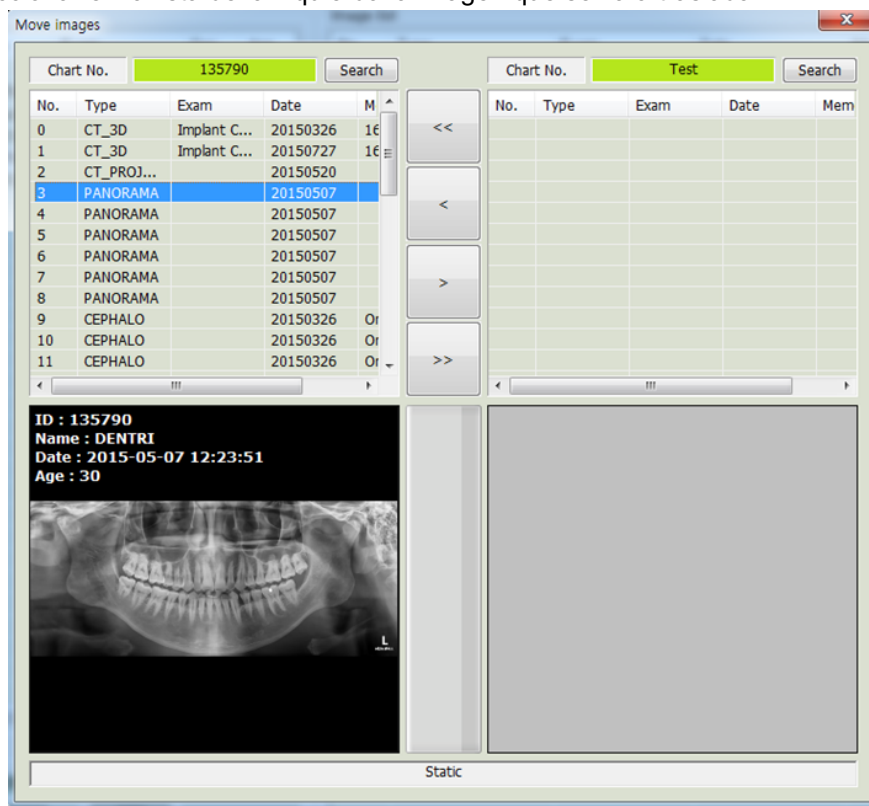 Move images
Chart No. 135790 Search
No. Type Exam Date M
0 CT_3D Implant C... 20150326 16
1 CT_3D Implant C... 20150727 16
2 CT_PROJ... 20150520
3 PANORAMA 20150507
4 PANORAMA 20150507
5 PANORAMA 20150507
6 PANORAMA 20150507
7 PANORAMA 20150507
8 PANORAMA 20150507
9 CEPHALO 20150326 Or
10 CEPHALO 20150326 Or
11 CEPHALO 20150326 Or
<<
<
>
>>
Chart No. Test Search
No. Type Exam Date Mem
ID : 135790
Name : DENTRI
Date : 2015-05-07 12:23:51
Age : 30
L
Static